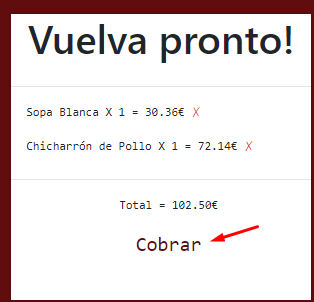 Vuelva pronto!
Sopa Blanca X 1 = 30.36€ X
Chicharrón de Pollo X 1 = 72.14€ X
Total = 102.50€
Cobrar